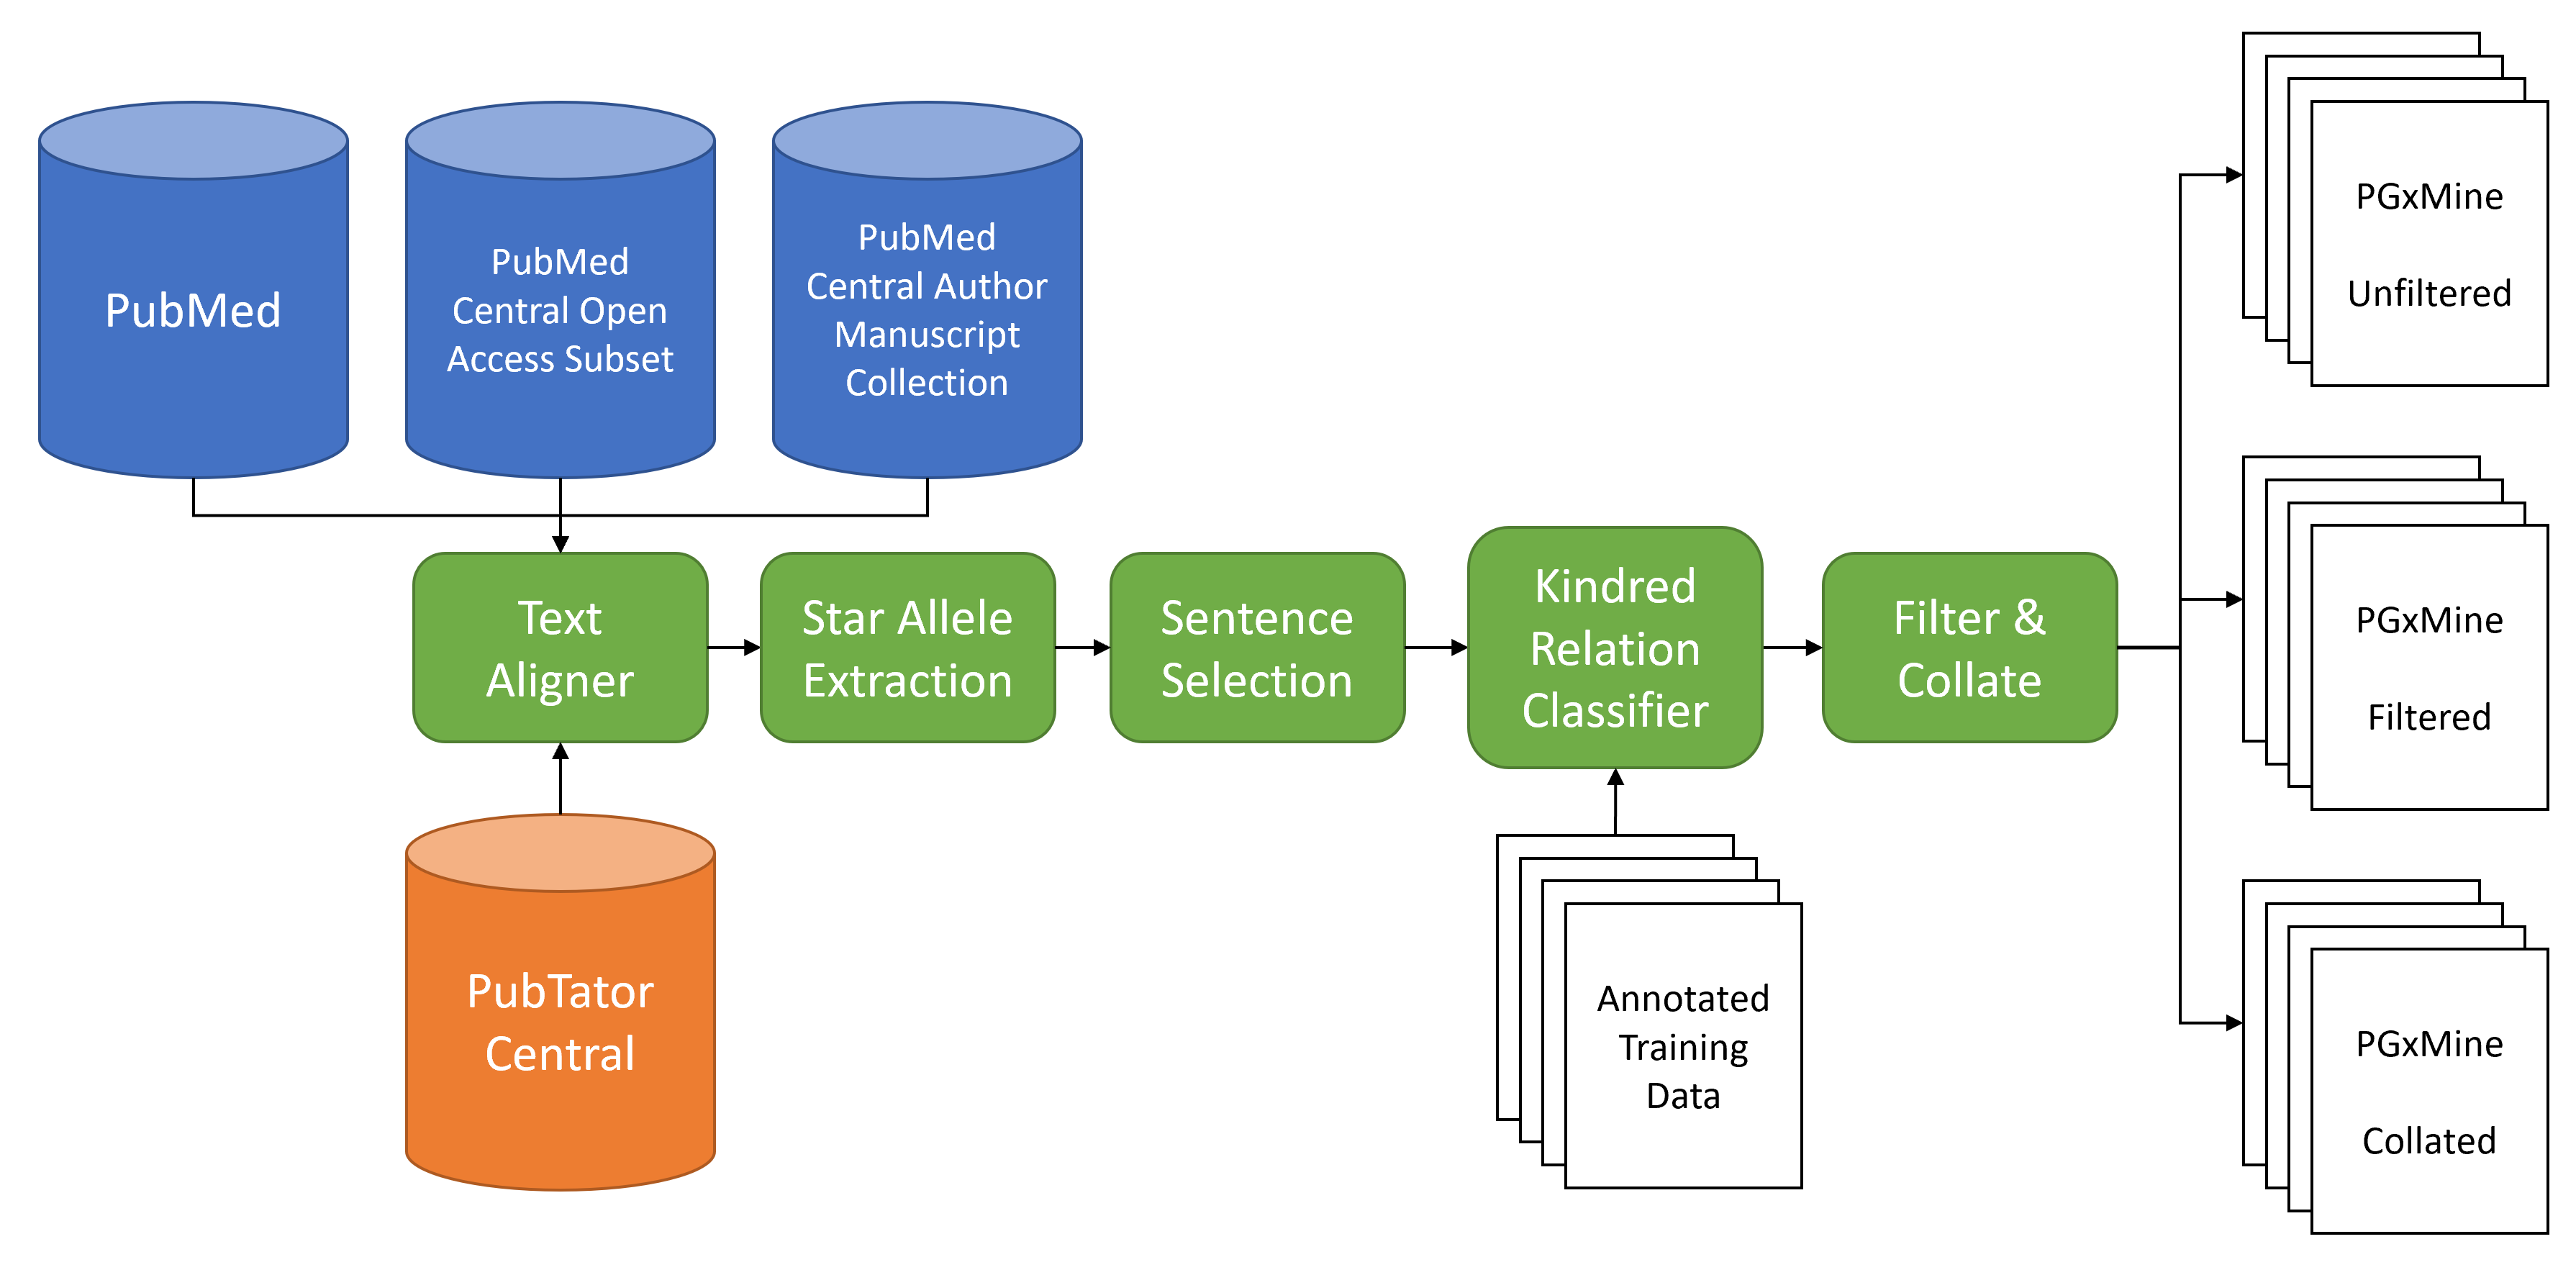 PubMed
PubMed
Central Open
Access Subset
PubMed
Central Author
Manuscript
Collection
Text
Aligner
Star Allele
Extraction
Sentence
Selection
Kindred
Relation
Classifier
Filter &
Collate
PubTator
Central
Annotated
Training
Data
PGxMine
Unfiltered
PGxMine
Filtered
PGxMine
Collated